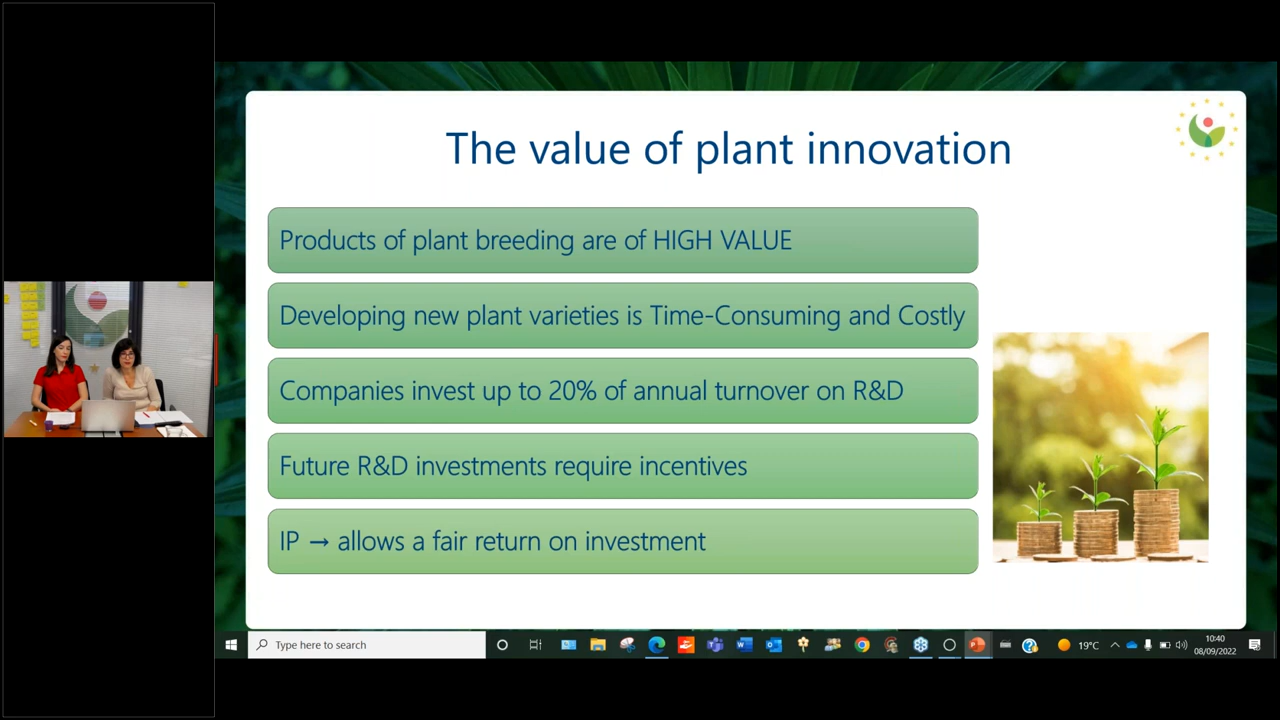 The value of plant innovation
Products of plant breeding are of HIGH VALUE
Developing new plant varieties is Time-Consuming and Costly
Companies invest up to 20% of annual turnover on R&D
Future R&D investments require incentives
IP → allows a fair return on investment
Type here to search
19°C
10:40
08/09/2022